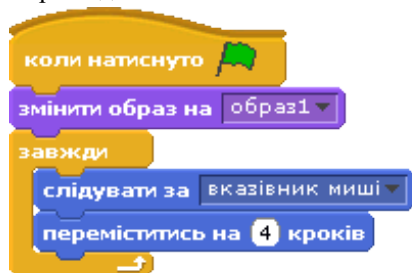 коли натиснуто
змінити образ на образ1
завжди
слідувати за вказівник миші
переміститись на 4 кроків